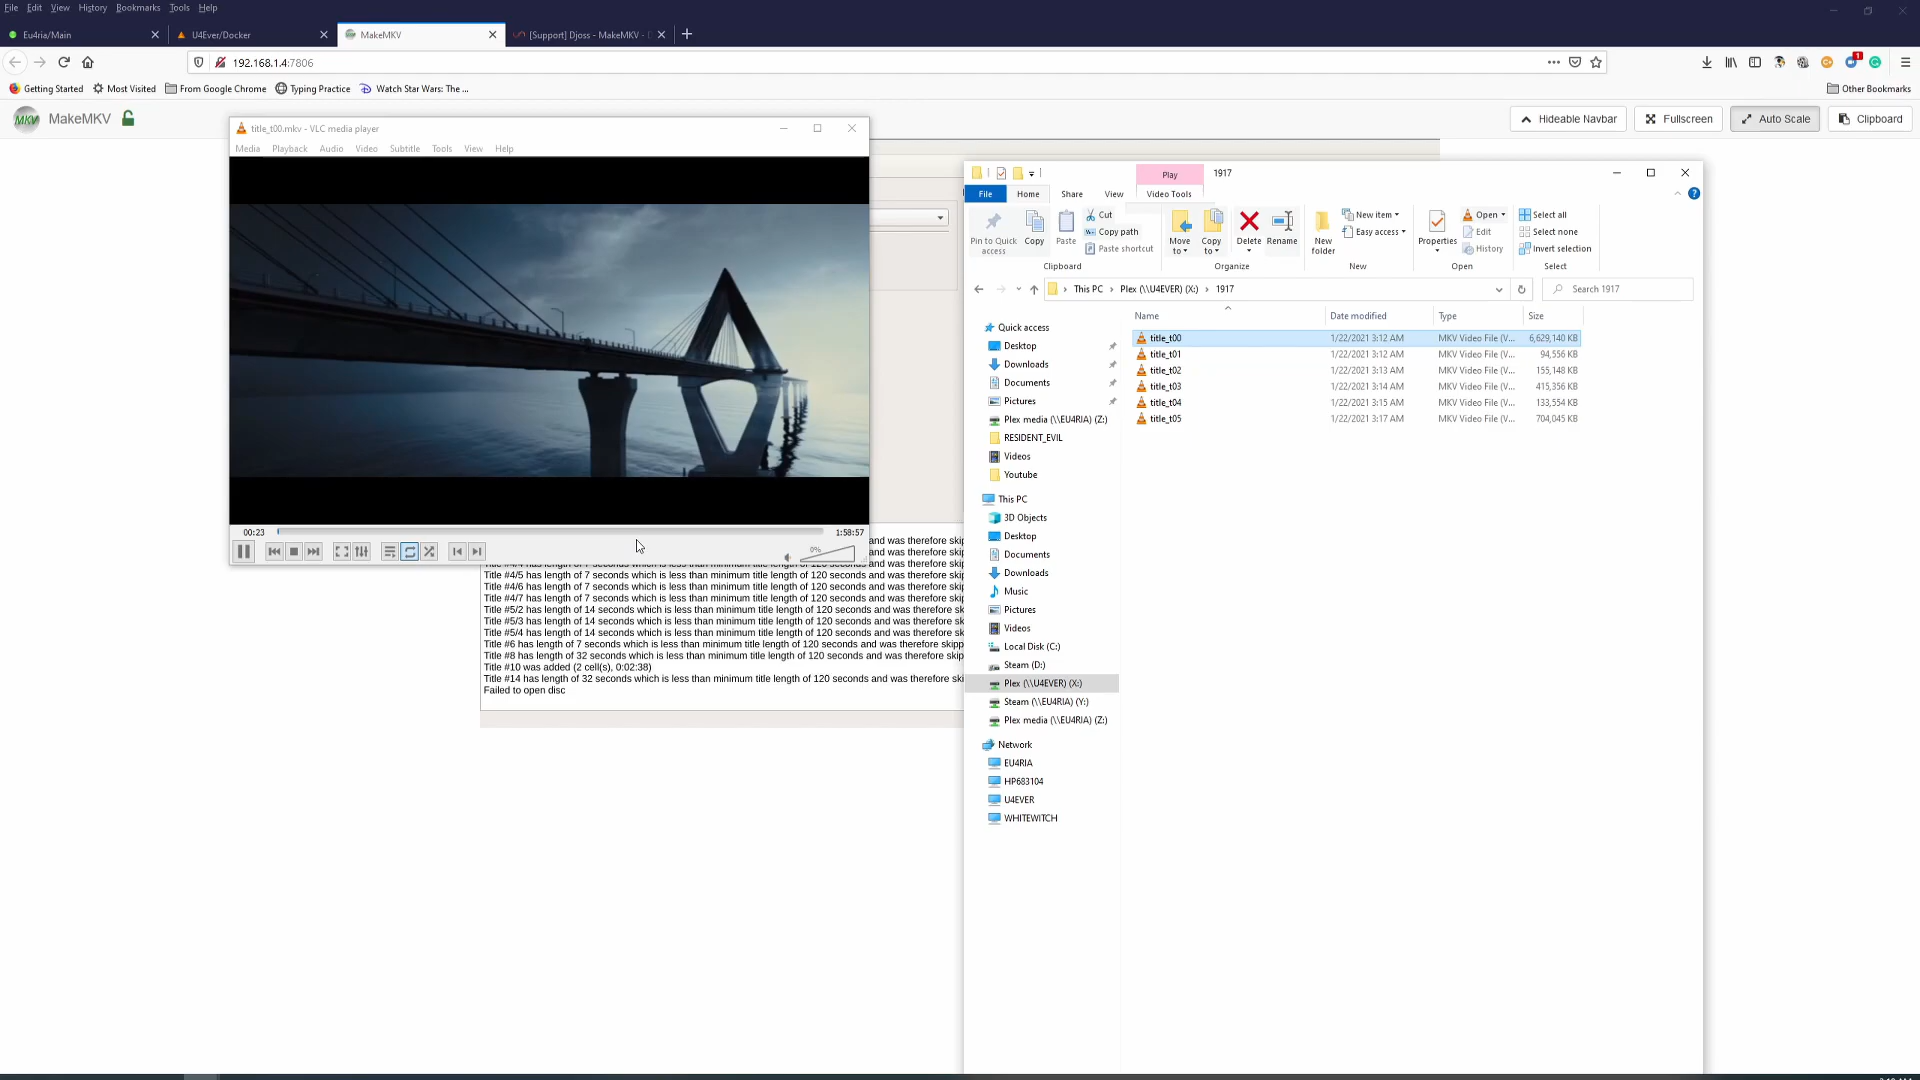 File Edit View History Bookmarks Tools Help
Eu4ria/Main
U4Ever/Docker
MakeMKV
[Support] Djoss - MakeMKV - D
192.168.1.4:7806
1
Getting Started Most Visited From Google Chrome Typing Practice Watch Star Wars: The ... Other Bookmarks
MKV MakeMKV Hideable Navbar Fullscreen Auto Scale Clipboard
title_t00.mkv - VLC media player
Media Playback Audio Video Subtitle Tools View Help
00:23 1:58:57
0%
and was therefore skip
and was therefore skip
and was therefore skip
Title #4/5 has length of 7 seconds which is less than minimum title length of 120 seconds and was therefore skip
Title #4/6 has length of 7 seconds which is less than minimum title length of 120 seconds and was therefore skip
Title #4/7 has length of 7 seconds which is less than minimum title length of 120 seconds and was therefore skip
Title #5/2 has length of 14 seconds which is less than minimum title length of 120 seconds and was therefore sk
Title #5/3 has length of 14 seconds which is less than minimum title length of 120 seconds and was therefore sk
Title #5/4 has length of 14 seconds which is less than minimum title length of 120 seconds and was therefore sk
Title #6 has length of 7 seconds which is less than minimum title length of 120 seconds and was therefore skipp
Title #8 has length of 32 seconds which is less than minimum title length of 120 seconds and was therefore skip
Title #10 was added (2 cell(s), 0:02:38)
Title #14 has length of 32 seconds which is less than minimum title length of 120 seconds and was therefore ski
Failed to open disc
Play 1917
File Home Share View Video Tools
Pin to Quick access
Copy
Paste
Cut
Copy path
Paste shortcut
Clipboard
Move to
Copy to
Delete
Rename
Organize
New folder
New item
Easy access
New
Properties
Open
Edit
History
Open
Select all
Select none
Invert selection
Select
This PC > Plex (\\U4EVER) (X:) > 1917
Search 1917
Name Date modified Type Size
title_t00 1/22/2021 3:12 AM MKV Video File (V... 6,629,140 KB
title_t01 1/22/2021 3:12 AM MKV Video File (V... 94,556 KB
title_t02 1/22/2021 3:13 AM MKV Video File (V... 155,148 KB
title_t03 1/22/2021 3:14 AM MKV Video File (V... 415,356 KB
title_t04 1/22/2021 3:15 AM MKV Video File (V... 133,554 KB
title_t05 1/22/2021 3:17 AM MKV Video File (V... 704,045 KB
Quick access
Desktop
Downloads
Documents
Pictures
Plex media (\\EU4RIA) (Z:)
RESIDENT_EVIL
Videos
Youtube
This PC
3D Objects
Desktop
Documents
Downloads
Music
Pictures
Videos
Local Disk (C:)
Steam (D:)
Plex (\\U4EVER) (X:)
Steam (\\EU4RIA) (Y:)
Plex media (\\EU4RIA) (Z:)
Network
EU4RIA
HP683104
U4EVER
WHITEWITCH